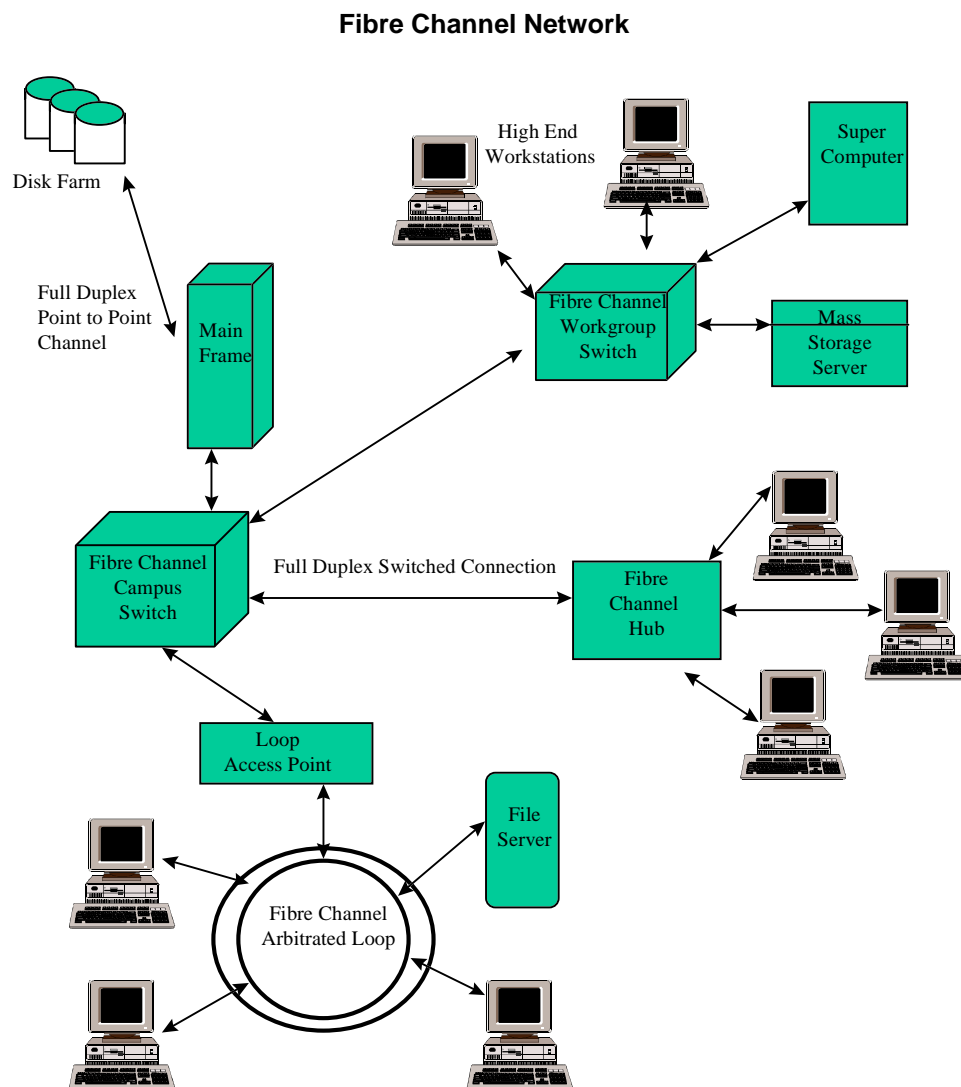 Fibre Channel Network
High End
Workstations
Super
Computer
Disk Farm
Full Duplex
Point to Point
Channel
Main
Frame
Fibre Channel
Workgroup
Switch
Mass
Storage
Server
Fibre Channel
Campus
Switch
Full Duplex Switched Connection
Fibre
Channel
Hub
Loop
Access Point
File
Server
Fibre Channel
Arbitrated Loop